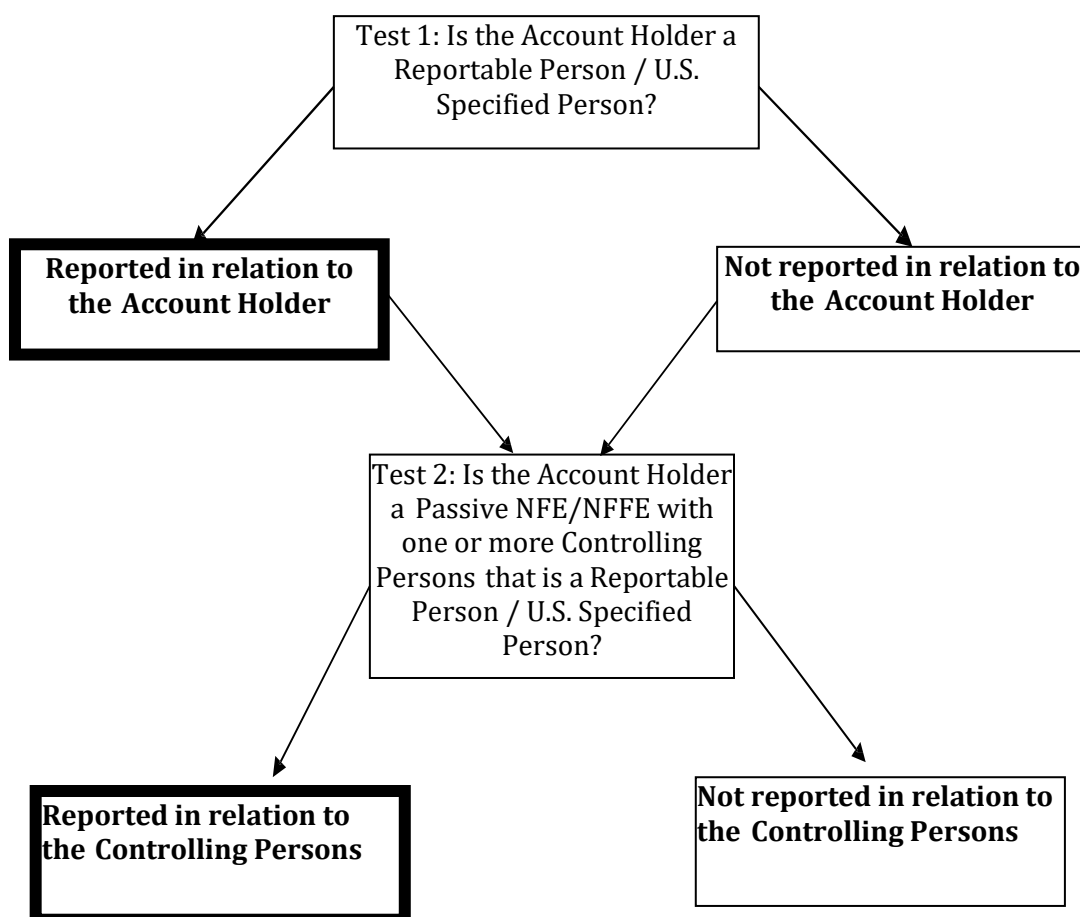 Test 1: Is the Account Holder a
Reportable Person / U.S.
Specified Person?
Reported in relation to
the Account Holder
Not reported in relation to
the Account Holder
Test 2: Is the Account Holder
a Passive NFE/NFFE with
one or more Controlling
Persons that is a Reportable
Person / U.S. Specified
Person?
Reported in relation to
the Controlling Persons
Not reported in relation to
the Controlling Persons